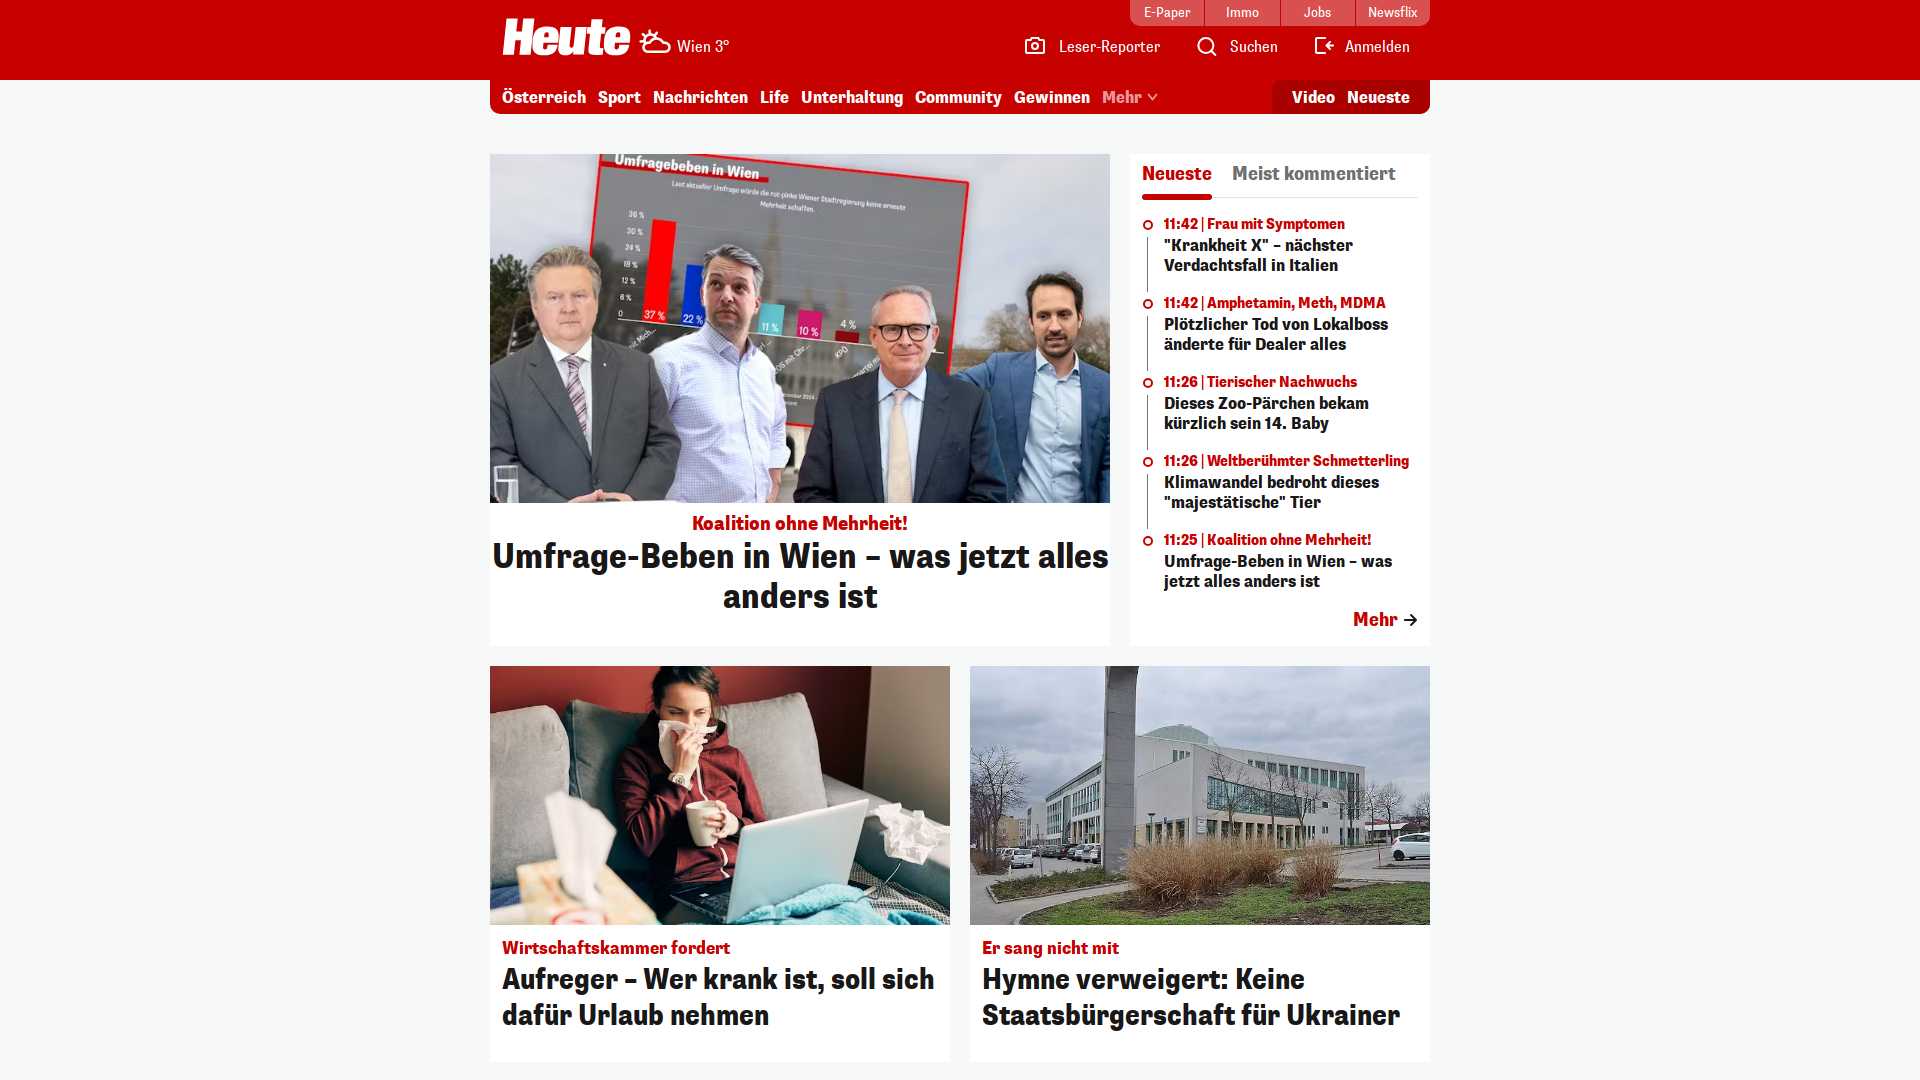 E-Paper
Immo
Jobs
Newsflix
Heute
Wien 3°
Leser-Reporter
Suchen
Anmelden
Österreich
Sport
Nachrichten
Life
Unterhaltung
Community
Gewinnen
Mehr
Video
Neueste
Umfragebeben in Wien
Laut aktueller Umfrage würde die rot-pinke Wiener Stadtregierung keine erneute
Mehrheit schaffen.
36 %
30 %
24 %
18 %
12 %
6 %
0
37 %
22 %
11 %
10 %
4 %
KPÖ
Koalition ohne Mehrheit!
Umfrage-Beben in Wien – was jetzt alles
anders ist
Neueste
Meist kommentiert
11:42 | Frau mit Symptomen
"Krankheit X" – nächster
Verdachtsfall in Italien
11:42 | Amphetamin, Meth, MDMA
Plötzlicher Tod von Lokalboss
änderte für Dealer alles
11:26 | Tierischer Nachwuchs
Dieses Zoo-Pärchen bekam
kürzlich sein 14. Baby
11:26 | Weltberühmter Schmetterling
Klimawandel bedroht dieses
"majestätische" Tier
11:25 | Koalition ohne Mehrheit!
Umfrage-Beben in Wien – was
jetzt alles anders ist
Mehr
Wirtschaftskammer fordert
Aufreger – Wer krank ist, soll sich
dafür Urlaub nehmen
Er sang nicht mit
Hymne verweigert: Keine
Staatsbürgerschaft für Ukrainer